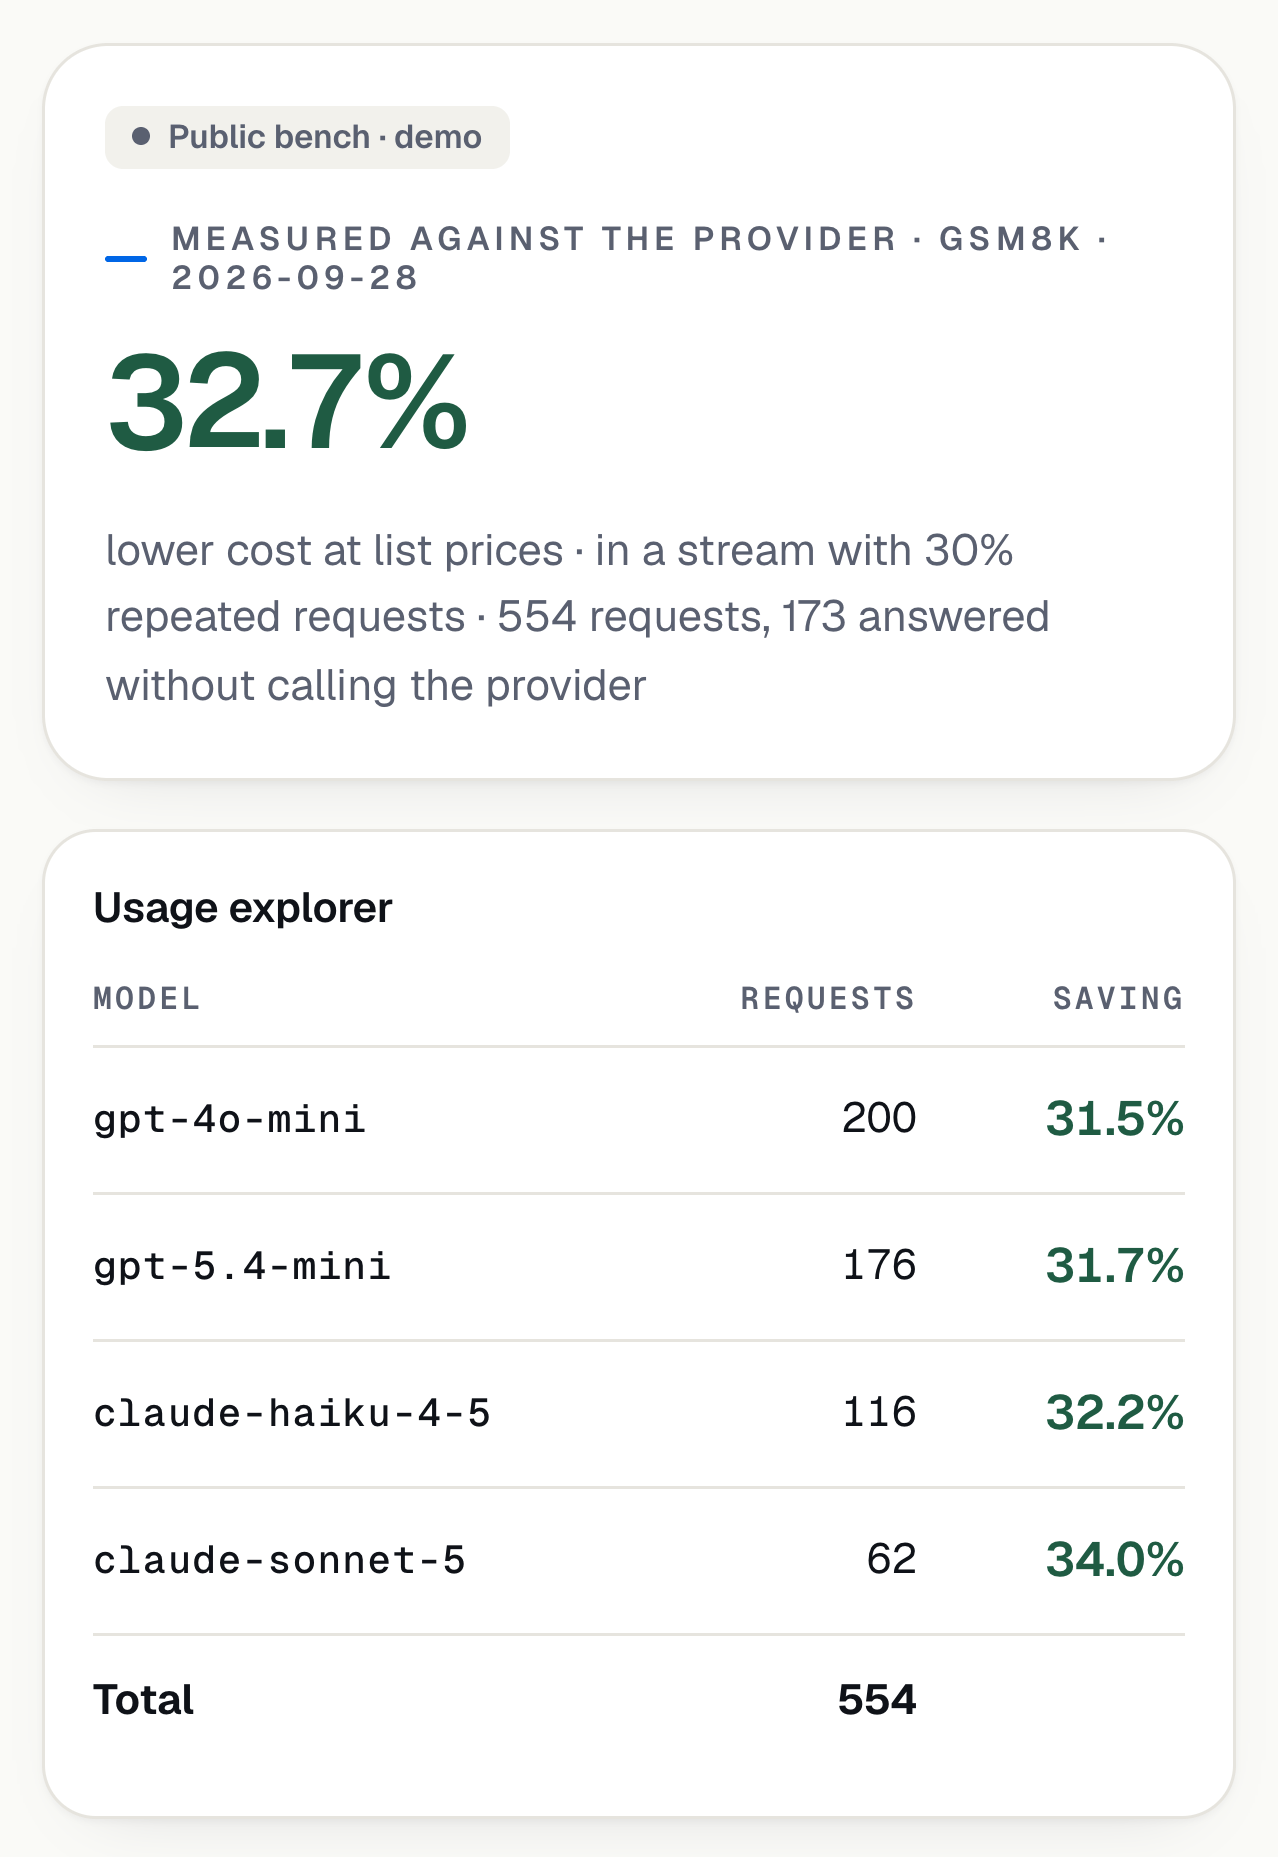 Public bench · demo
MEASURED AGAINST THE PROVIDER · GSM8K ·
2026-09-28
32.7%
lower cost at list prices · in a stream with 30%
repeated requests · 554 requests, 173 answered
without calling the provider
Usage explorer
MODEL REQUESTS SAVING
gpt-4o-mini 200 31.5%
gpt-5.4-mini 176 31.7%
claude-haiku-4-5 116 32.2%
claude-sonnet-5 62 34.0%
Total 554